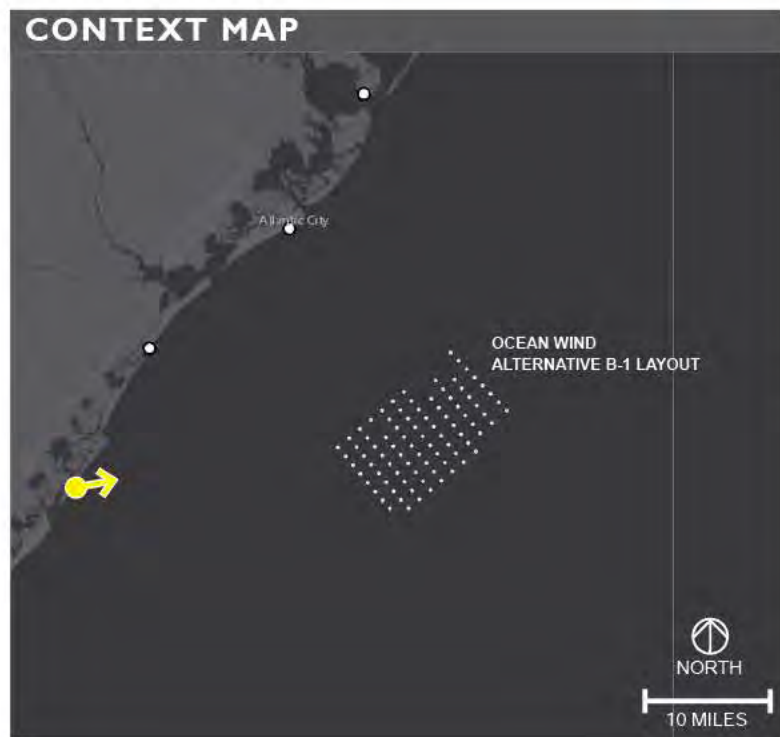 CONTEXT MAP
Atlantic City
OCEAN WIND
ALTERNATIVE B-1 LAYOUT
NORTH
10 MILES